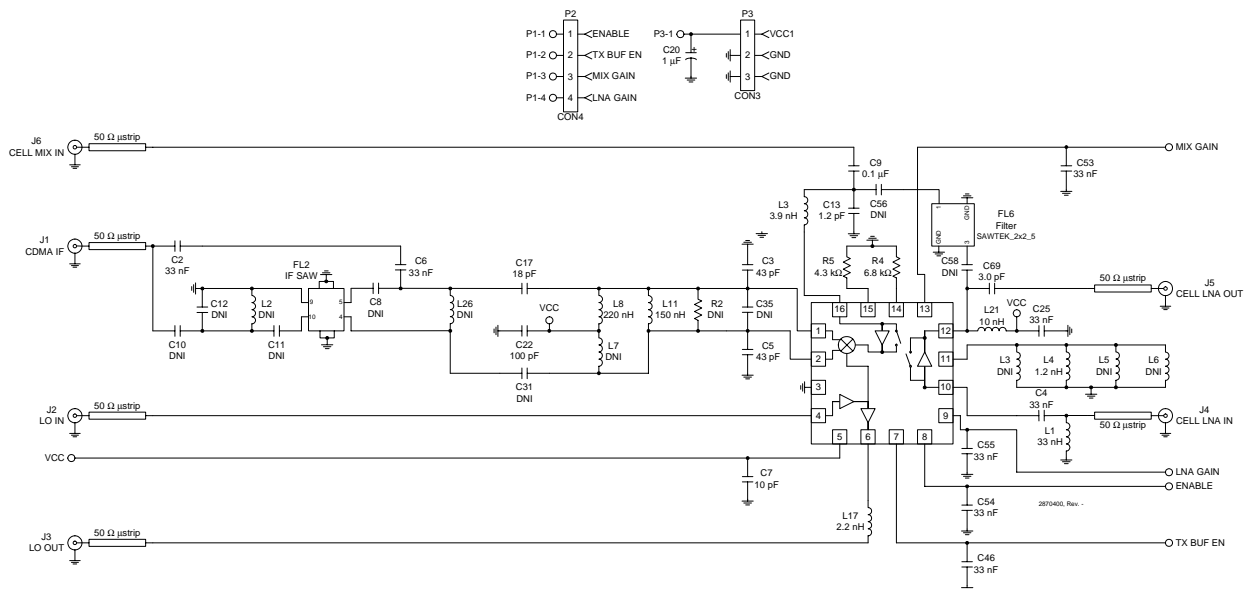 P2
P1-1 1 ENABLE
P1-2 2 TX BUF EN
P1-3 3 MIX GAIN
P1-4 4 LNA GAIN
CON4
P3
P3-1 1 VCC1
C20
1 µF
+
2 GND
3 GND
CON3
J6
CELL MIX IN
50 Ω µstrip
C9
0.1 µF
C53
33 nF
MIX GAIN
L3
3.9 nH
C13
1.2 pF
C56
DNI
1
GND
GND
3
FL6
Filter
SAWTEK_2x2_5
J1
CDMA IF
50 Ω µstrip
C2
33 nF
C6
33 nF
C17
18 pF
C3
43 pF
R5
4.3 kΩ
R4
6.8 kΩ
C58
DNI
C69
3.0 pF
50 Ω µstrip
J5
CELL LNA OUT
FL2
IF SAW
9
10
5
4
C12
DNI
L2
DNI
C8
DNI
L26
DNI
C10
DNI
C11
DNI
VCC
L8
220 nH
L11
150 nH
R2
DNI
C35
DNI
C22
100 pF
L7
DNI
C5
43 pF
C31
DNI
16
15
14
13
1
2
3
4
12
11
10
9
5
6
7
8
L21
10 nH
VCC
C25
33 nF
L3
DNI
L4
1.2 nH
L5
DNI
L6
DNI
C4
33 nF
L1
33 nH
50 Ω µstrip
J4
CELL LNA IN
J2
LO IN
50 Ω µstrip
VCC
C7
10 pF
C55
33 nF
LNA GAIN
ENABLE
C54
33 nF
2870400, Rev. -
L17
2.2 nH
J3
LO OUT
50 Ω µstrip
TX BUF EN
C46
33 nF